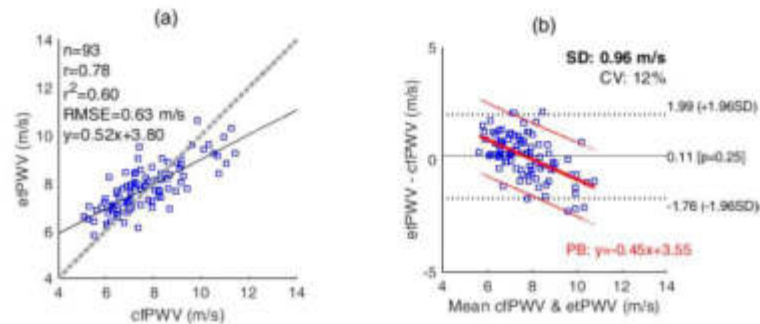 (a)
14
12
10
8
6
4
etPWV (m/s)
n=93
r=0.78
r²=0.60
RMSE=0.63 m/s
y=0.52x+3.80
4 6 8 10 12 14
cfPWV (m/s)
(b)
5
0
-5
etPWV - cfPWV (m/s)
SD: 0.96 m/s
CV: 12%
1.99 (+1.96SD)
0.11 [p=0.25]
-1.76 (-1.96SD)
PB: y=-0.45x+3.55
4 6 8 10 12 14
Mean cfPWV & etPWV (m/s)